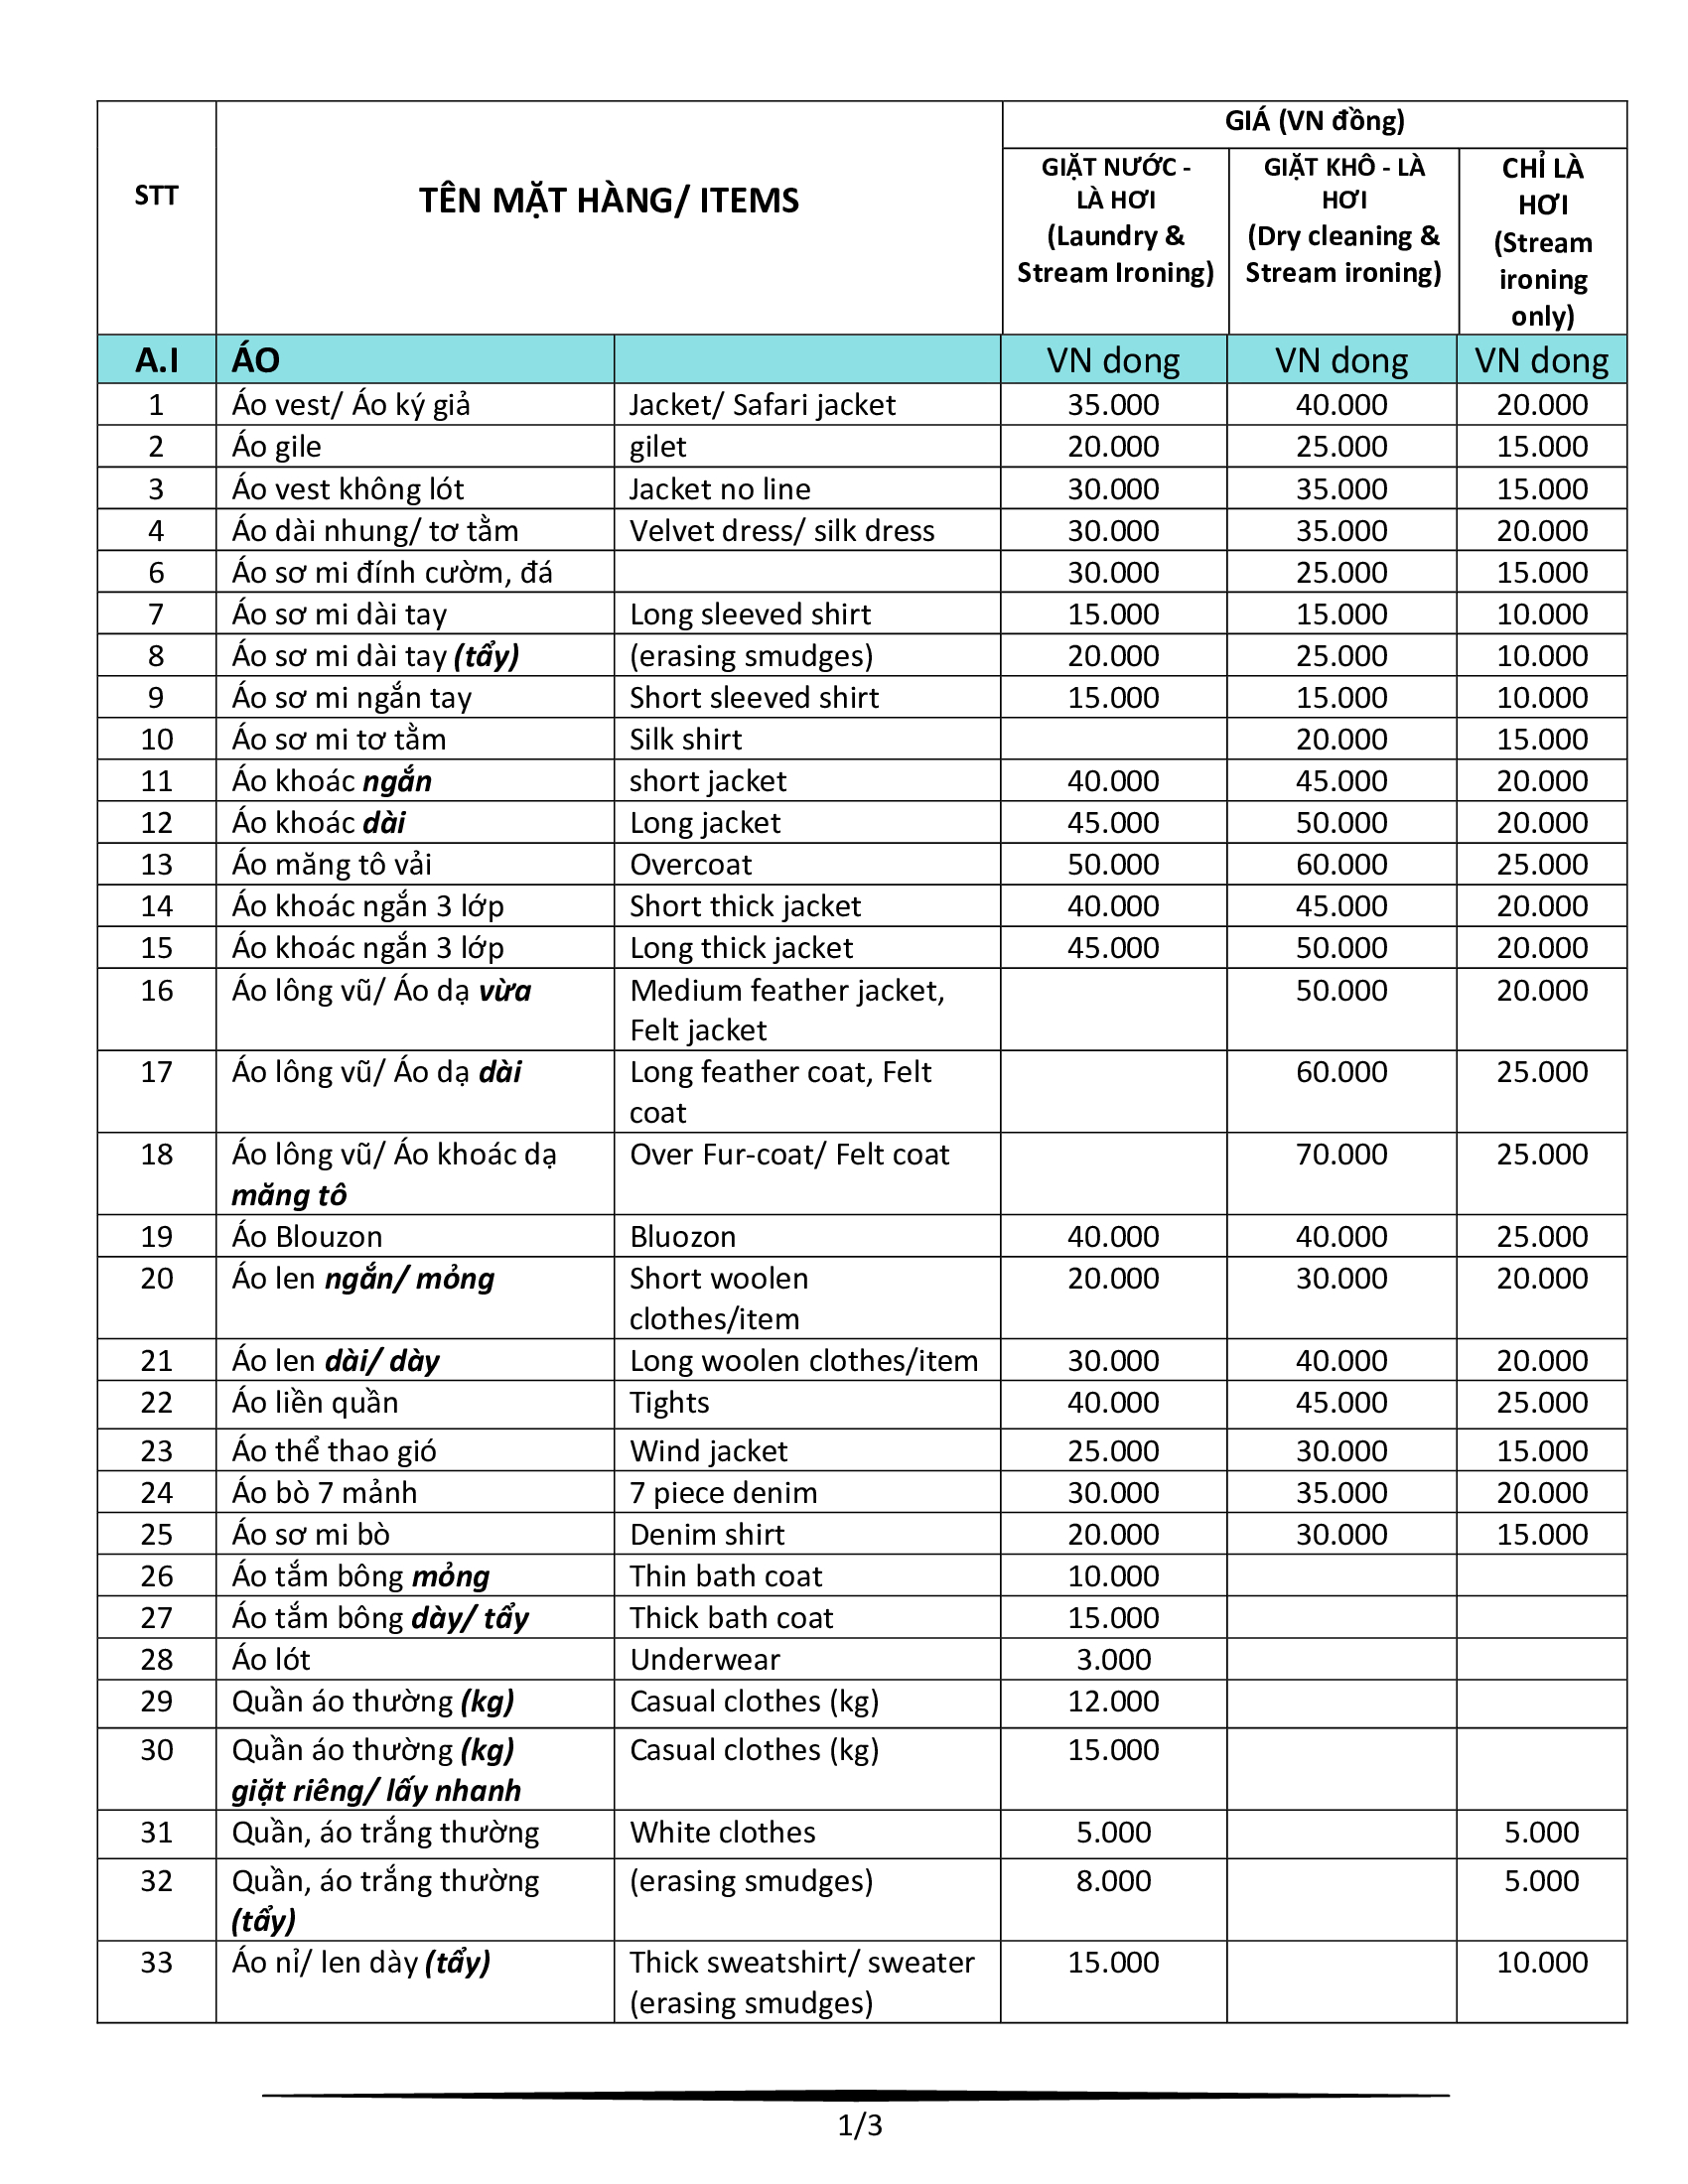 STT
TÊN MẶT HÀNG/ ITEMS
GIÁ (VN đồng)
GIẶT NƯỚC -
LÀ HƠI
(Laundry &
Stream Ironing)
GIẶT KHÔ - LÀ
HƠI
(Dry cleaning &
Stream ironing)
CHỈ LÀ
HƠI
(Stream
ironing
only)
A.I ÁO VN dong VN dong VN dong
1 Áo vest/ Áo ký giả Jacket/ Safari jacket 35.000 40.000 20.000
2 Áo gile gilet 20.000 25.000 15.000
3 Áo vest không lót Jacket no line 30.000 35.000 15.000
4 Áo dài nhung/ tơ tằm Velvet dress/ silk dress 30.000 35.000 20.000
6 Áo sơ mi đính cườm, đá 30.000 25.000 15.000
7 Áo sơ mi dài tay Long sleeved shirt 15.000 15.000 10.000
8 Áo sơ mi dài tay (tẩy) (erasing smudges) 20.000 25.000 10.000
9 Áo sơ mi ngắn tay Short sleeved shirt 15.000 15.000 10.000
10 Áo sơ mi tơ tằm Silk shirt 20.000 15.000
11 Áo khoác ngắn short jacket 40.000 45.000 20.000
12 Áo khoác dài Long jacket 45.000 50.000 20.000
13 Áo măng tô vải Overcoat 50.000 60.000 25.000
14 Áo khoác ngắn 3 lớp Short thick jacket 40.000 45.000 20.000
15 Áo khoác ngắn 3 lớp Long thick jacket 45.000 50.000 20.000
16 Áo lông vũ/ Áo dạ vừa Medium feather jacket, 50.000 20.000
Felt jacket
17 Áo lông vũ/ Áo dạ dài Long feather coat, Felt 60.000 25.000
coat
18 Áo lông vũ/ Áo khoác dạ Over Fur-coat/ Felt coat 70.000 25.000
măng tô
19 Áo Blouzon Bluozon 40.000 40.000 25.000
20 Áo len ngắn/ mỏng Short woolen 20.000 30.000 20.000
clothes/item
21 Áo len dài/ dày Long woolen clothes/item 30.000 40.000 20.000
22 Áo liền quần Tights 40.000 45.000 25.000
23 Áo thể thao gió Wind jacket 25.000 30.000 15.000
24 Áo bò 7 mảnh 7 piece denim 30.000 35.000 20.000
25 Áo sơ mi bò Denim shirt 20.000 30.000 15.000
26 Áo tắm bông mỏng Thin bath coat 10.000
27 Áo tắm bông dày/ tẩy Thick bath coat 15.000
28 Áo lót Underwear 3.000
29 Quần áo thường (kg) Casual clothes (kg) 12.000
30 Quần áo thường (kg) Casual clothes (kg) 15.000
giặt riêng/ lấy nhanh
31 Quần, áo trắng thường White clothes 5.000 5.000
32 Quần, áo trắng thường (erasing smudges) 8.000 5.000
(tẩy)
33 Áo nỉ/ len dày (tẩy) Thick sweatshirt/ sweater 15.000 10.000
(erasing smudges)
1/3